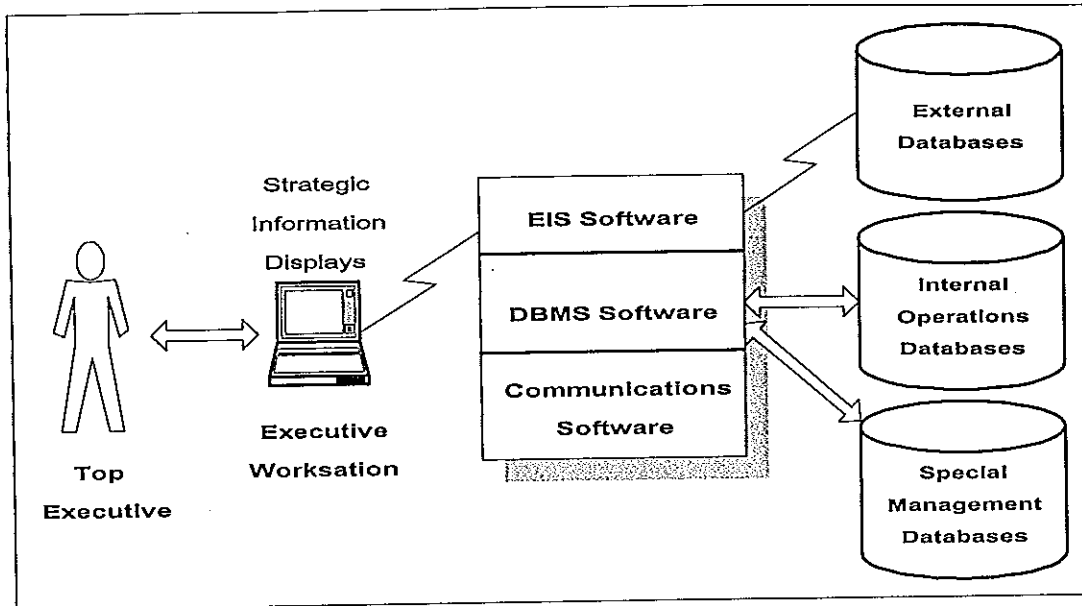 Strategic
Information
Displays
Top
Executive
Executive
Worksation
EIS Software
DBMS Software
Communications
Software
External
Databases
Internal
Operations
Databases
Special
Management
Databases